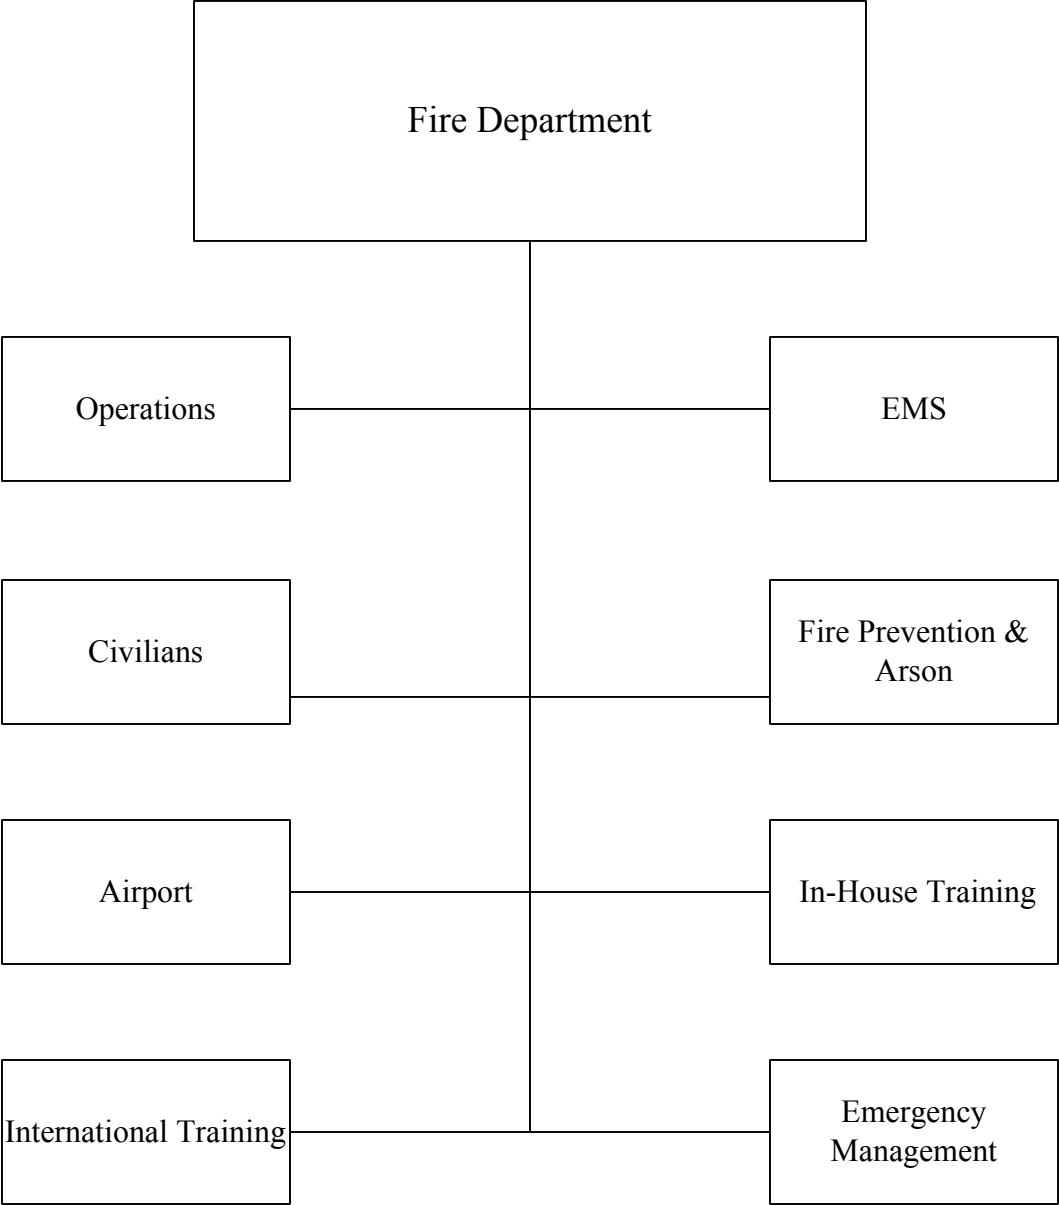 Fire Department
Operations
EMS
Civilians
Fire Prevention &
Arson
Airport
In-House Training
International Training
Emergency
Management